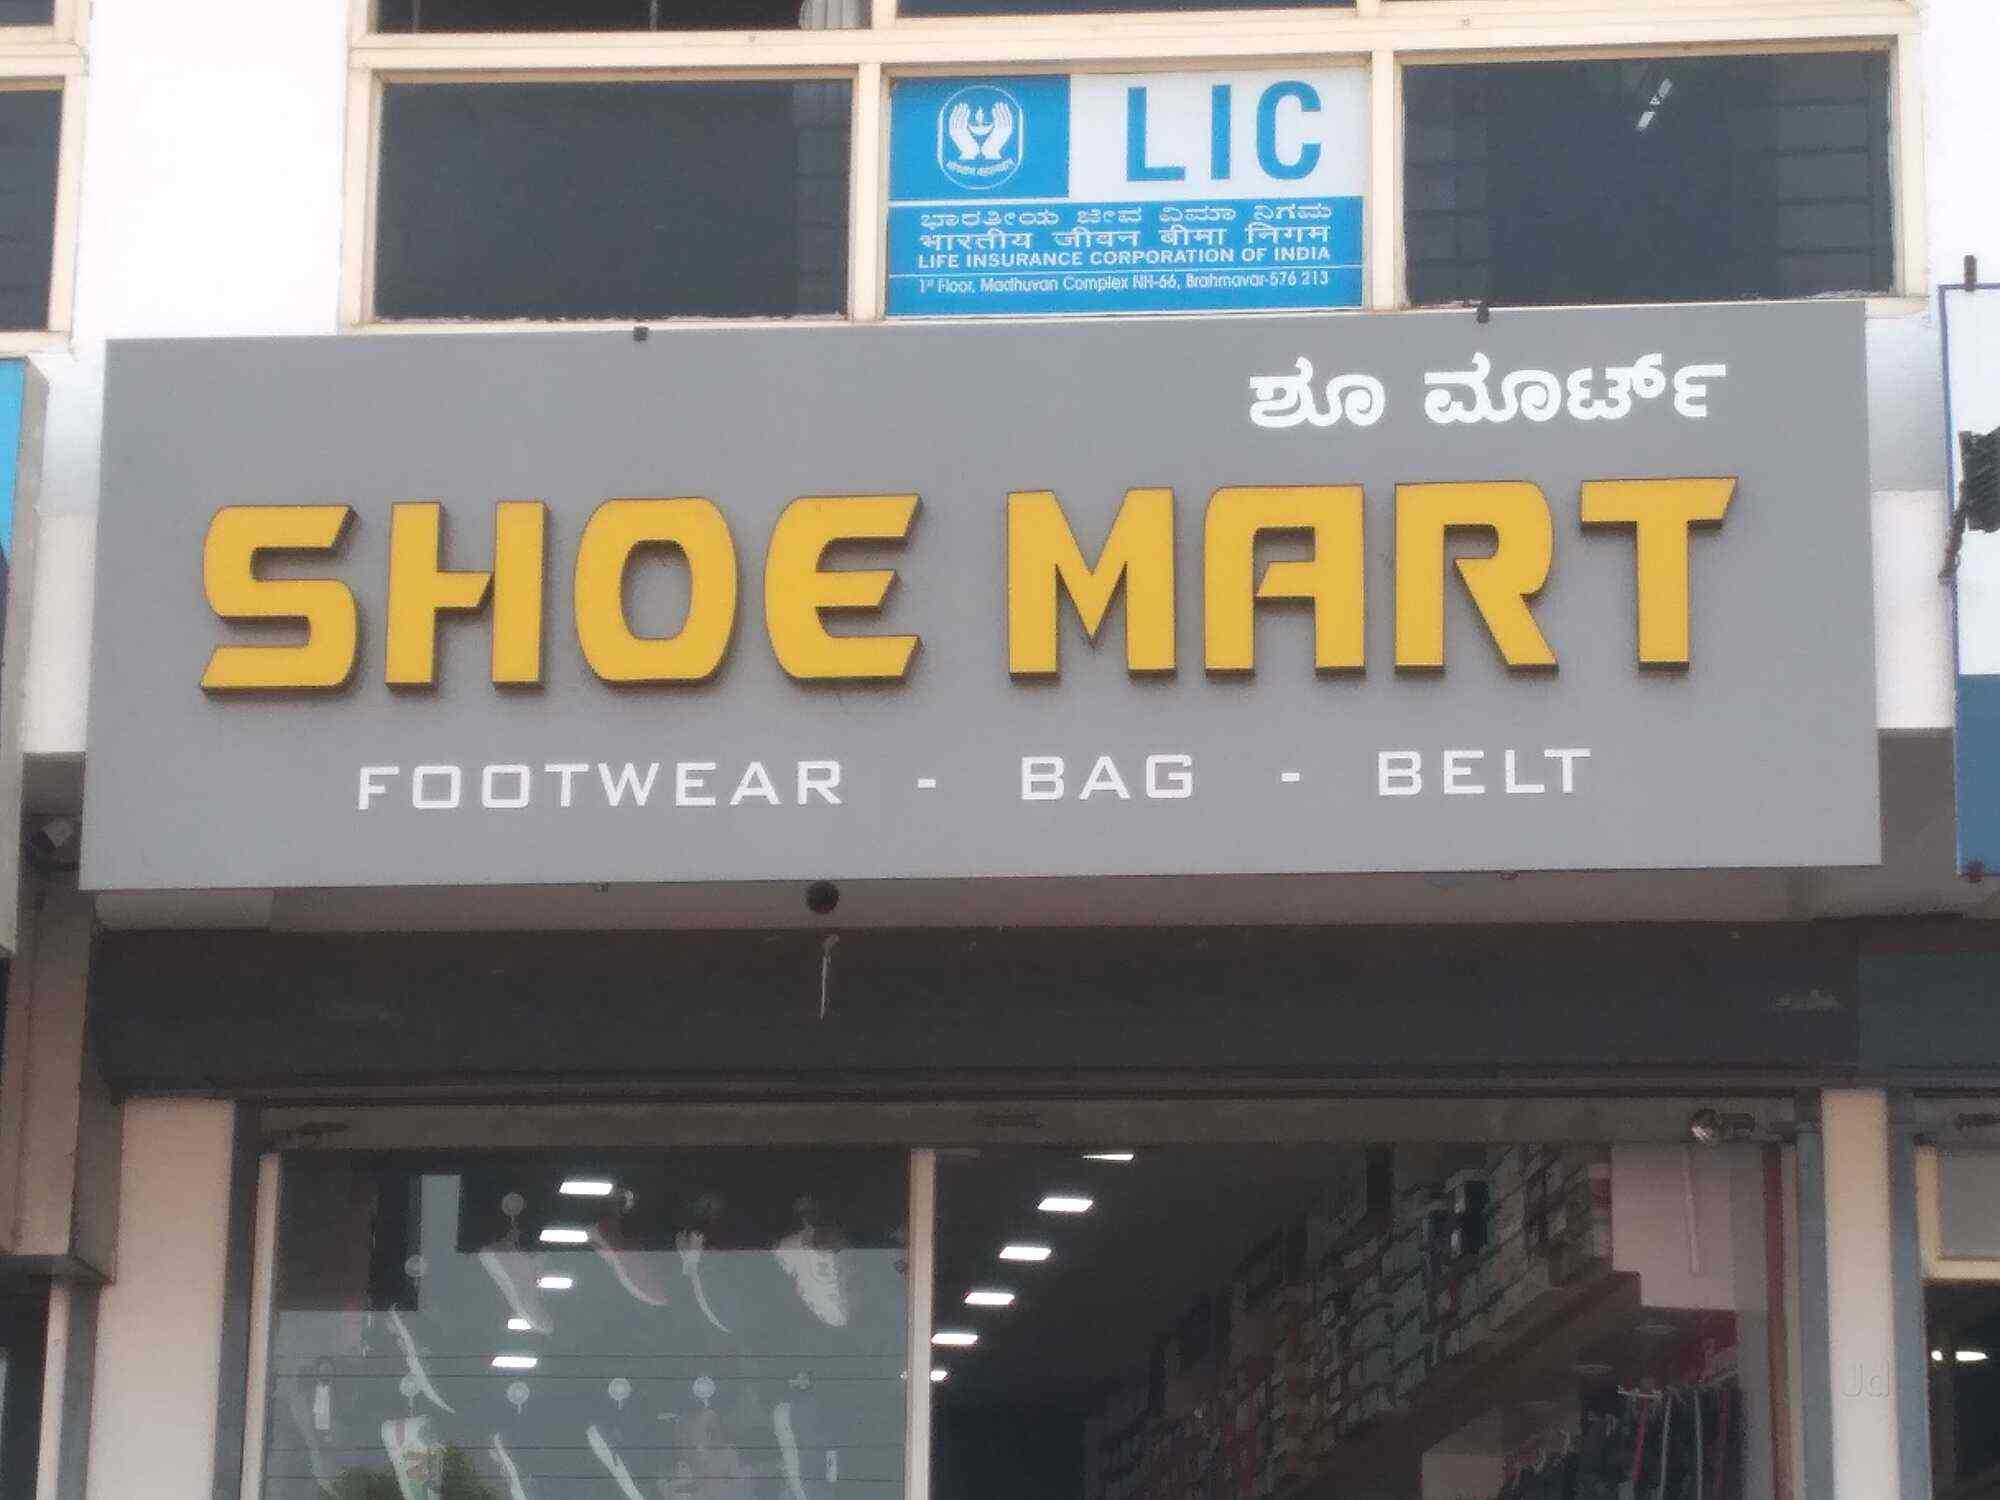 LIC
ಭಾರತೀಯ ಜೀವ ವಿಮಾ ನಿಗಮ
भारतीय जीवन बीमा निगम
LIFE INSURANCE CORPORATION OF INDIA
1st Floor, Madhuvan Complex NH-66, Brahmavar-576 213
ಶೂ ಮಾರ್ಟ್
SHOE MART
FOOTWEAR - BAG - BELT
Jd